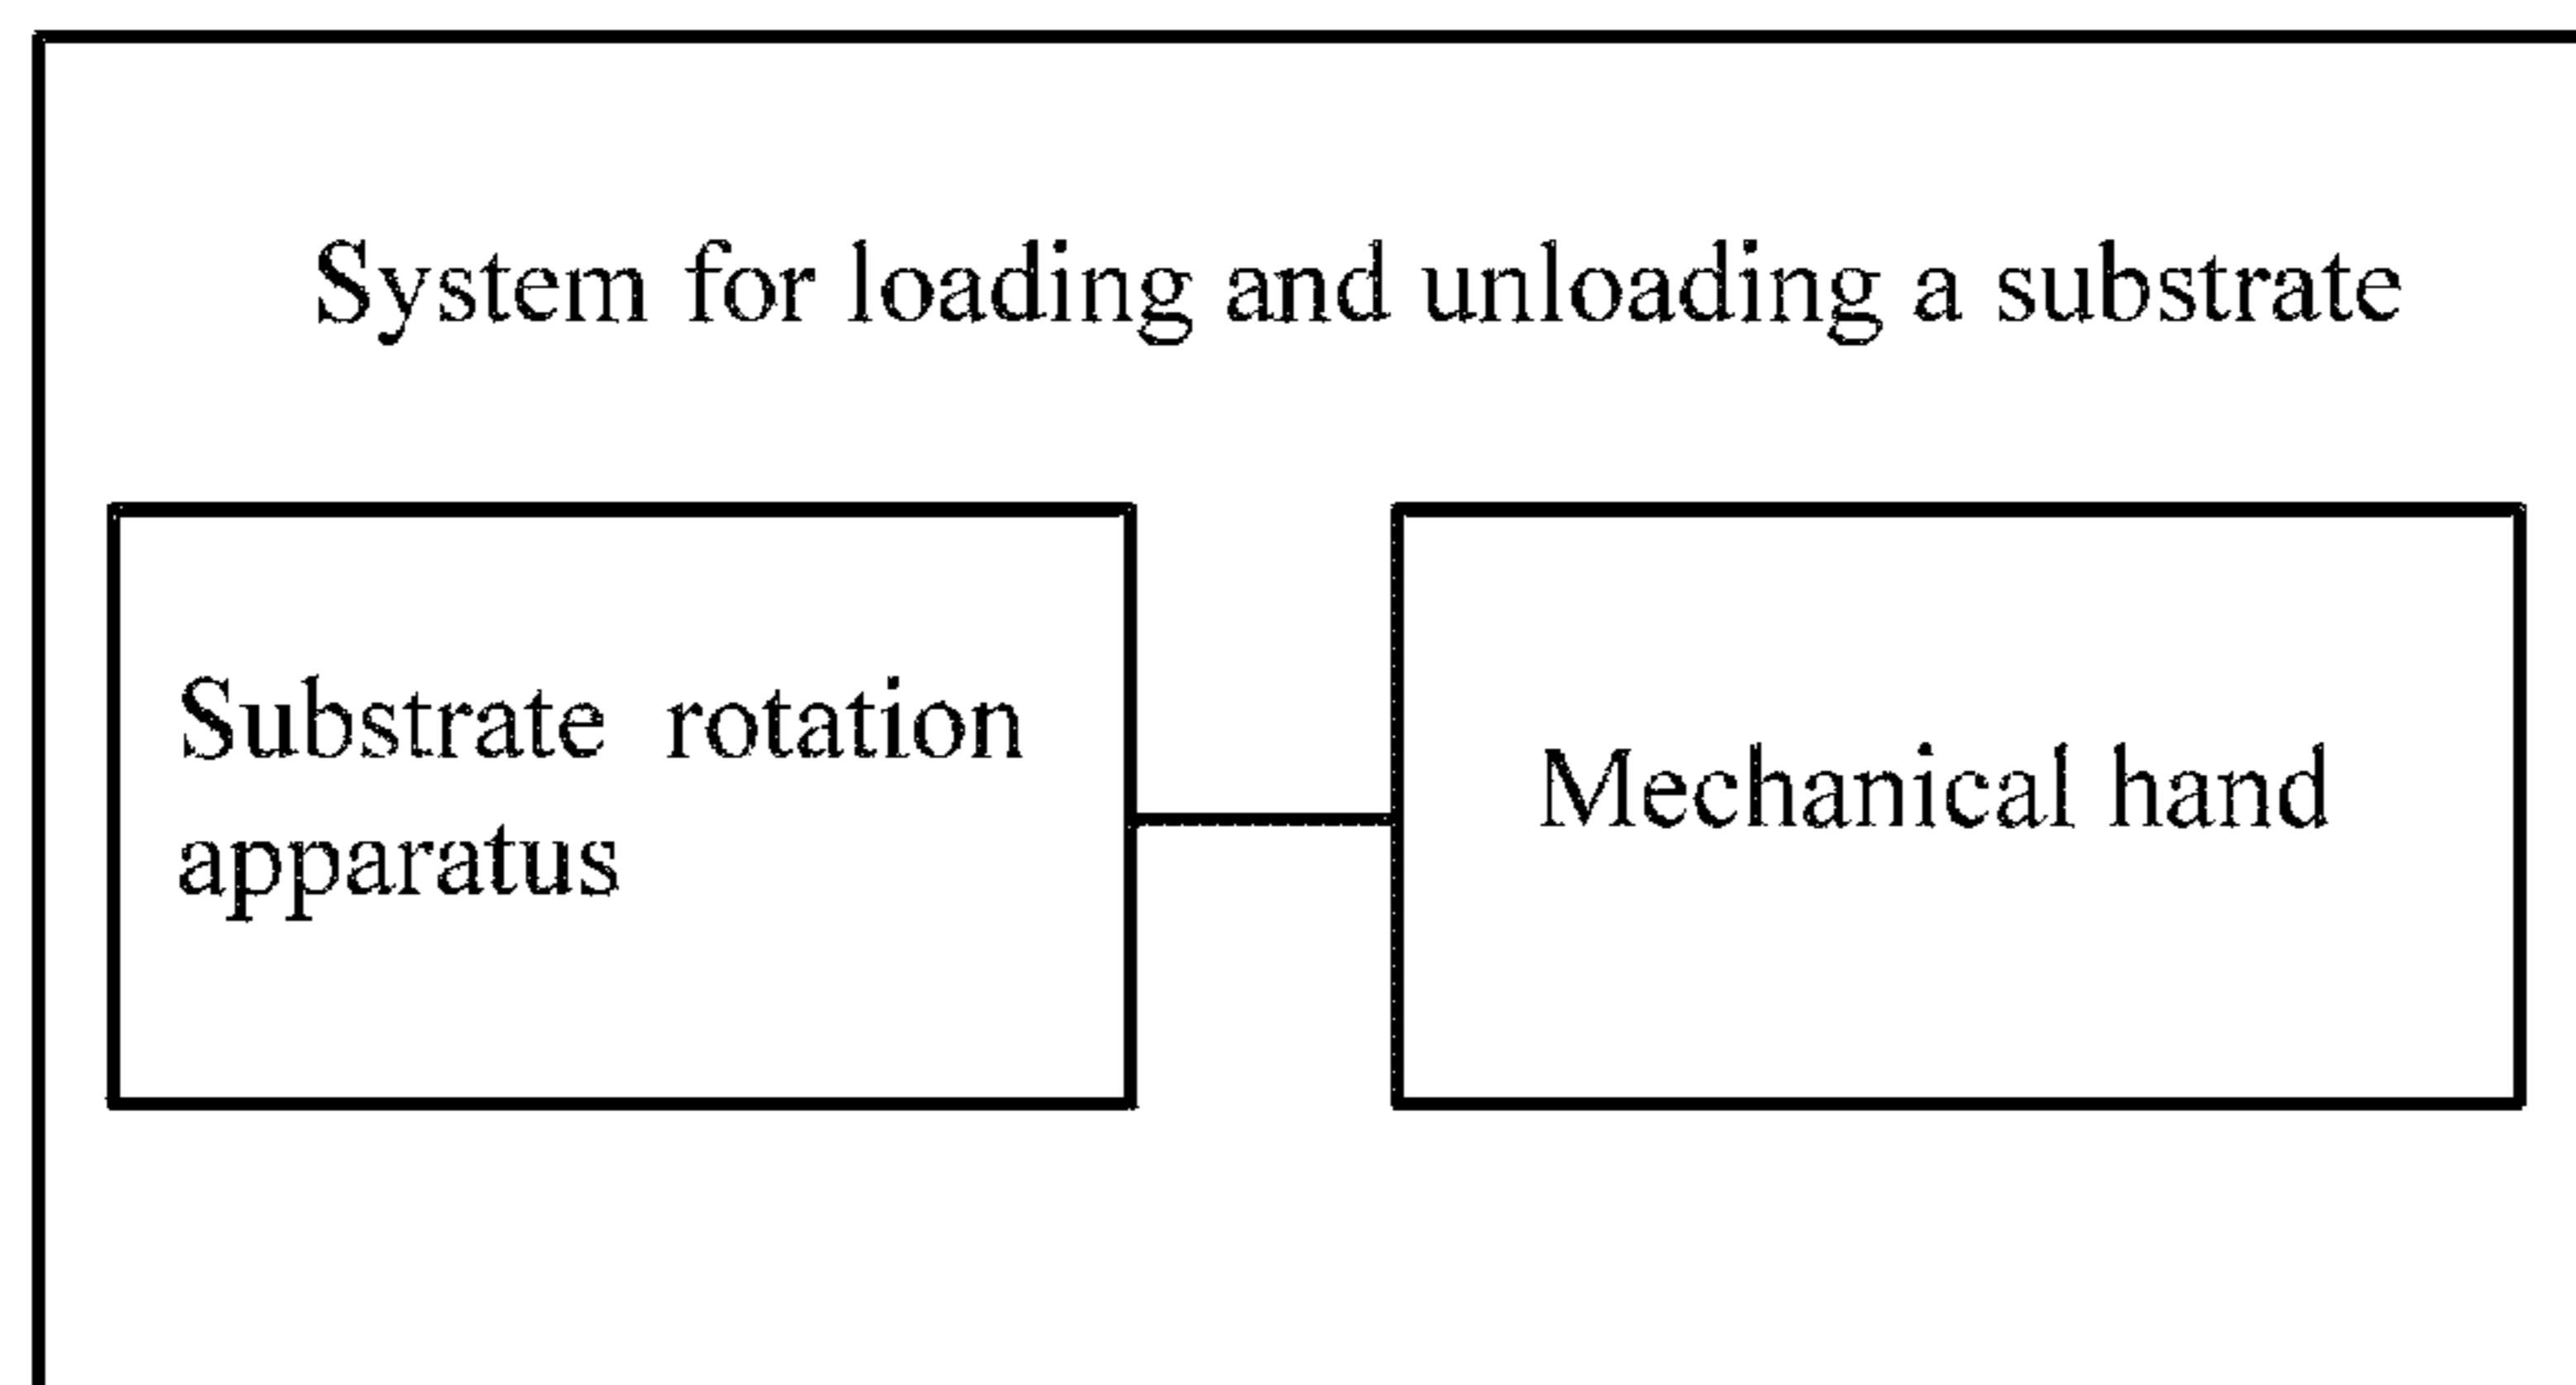 System for loading and unloading a substrate
Substrate rotation
apparatus
Mechanical hand